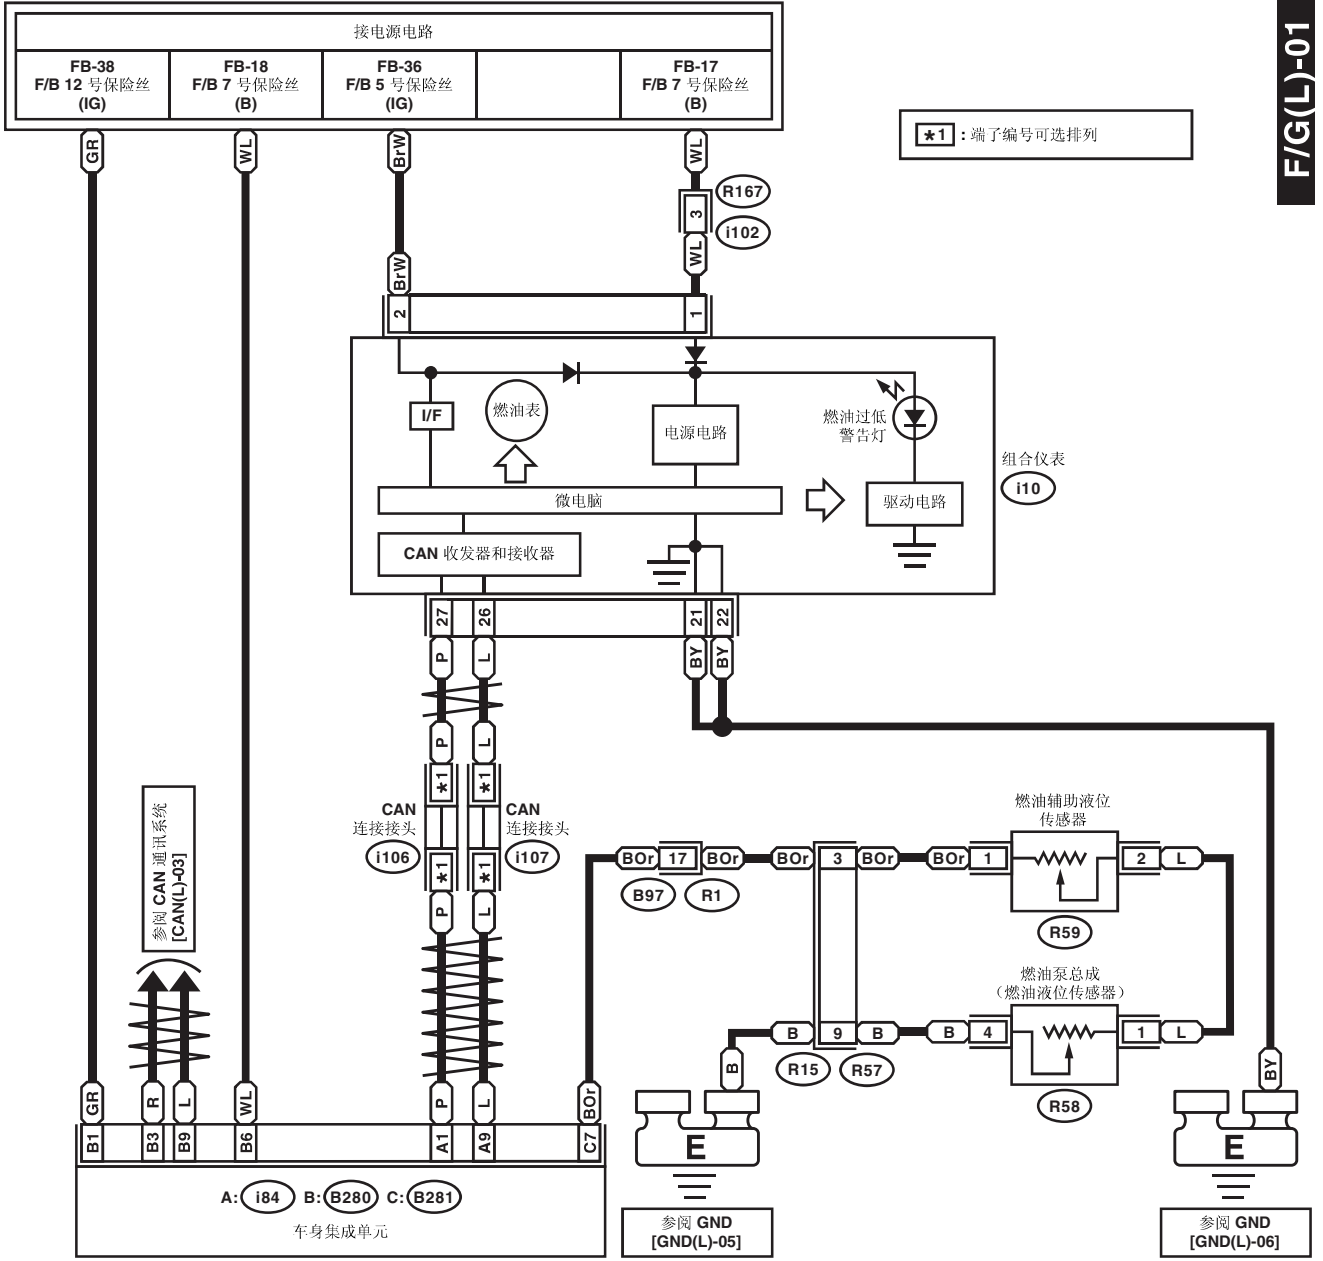 接电源电路
FB-38
F/B 12 号保险丝
(IG)
FB-18
F/B 7 号保险丝
(B)
FB-36
F/B 5 号保险丝
(IG)
FB-17
F/B 7 号保险丝
(B)
F/G(L)-01
*1 : 端子编号可选排列
GR
WL
BrW
WL
R167
3
i102
BrW
WL
2
1
I/F
燃油表
电源电路
燃油过低
警告灯
组合仪表
i10
微电脑
驱动电路
CAN 收发器和接收器
27
26
21
22
P
L
BY
BY
P
L
*1
*1
CAN
连接接头
i106
CAN
连接接头
i107
*1
*1
P
L
参阅 CAN 通讯系统
[CAN(L)-03]
燃油辅助液位
传感器
BOr
17
BOr
BOr
3
BOr
BOr
1
2
L
B97
R1
R59
燃油泵总成
(燃油液位传感器)
B
9
B
B
4
1
L
R15
R57
R58
B
BY
GR
R
L
WL
P
L
BOr
B1
B3
B9
B6
A1
A9
C7
E
E
A: i84 B: B280 C: B281
车身集成单元
参阅 GND
[GND(L)-05]
参阅 GND
[GND(L)-06]